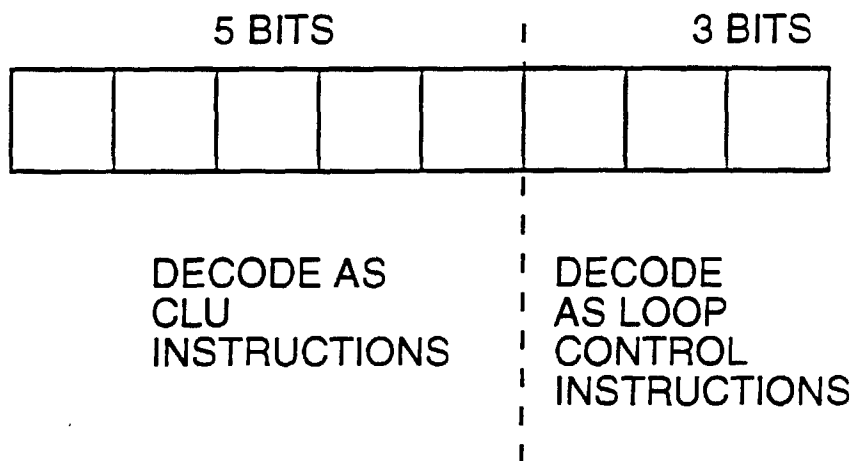 5 BITS
3 BITS
DECODE AS
CLU
INSTRUCTIONS
DECODE
AS LOOP
CONTROL
INSTRUCTIONS